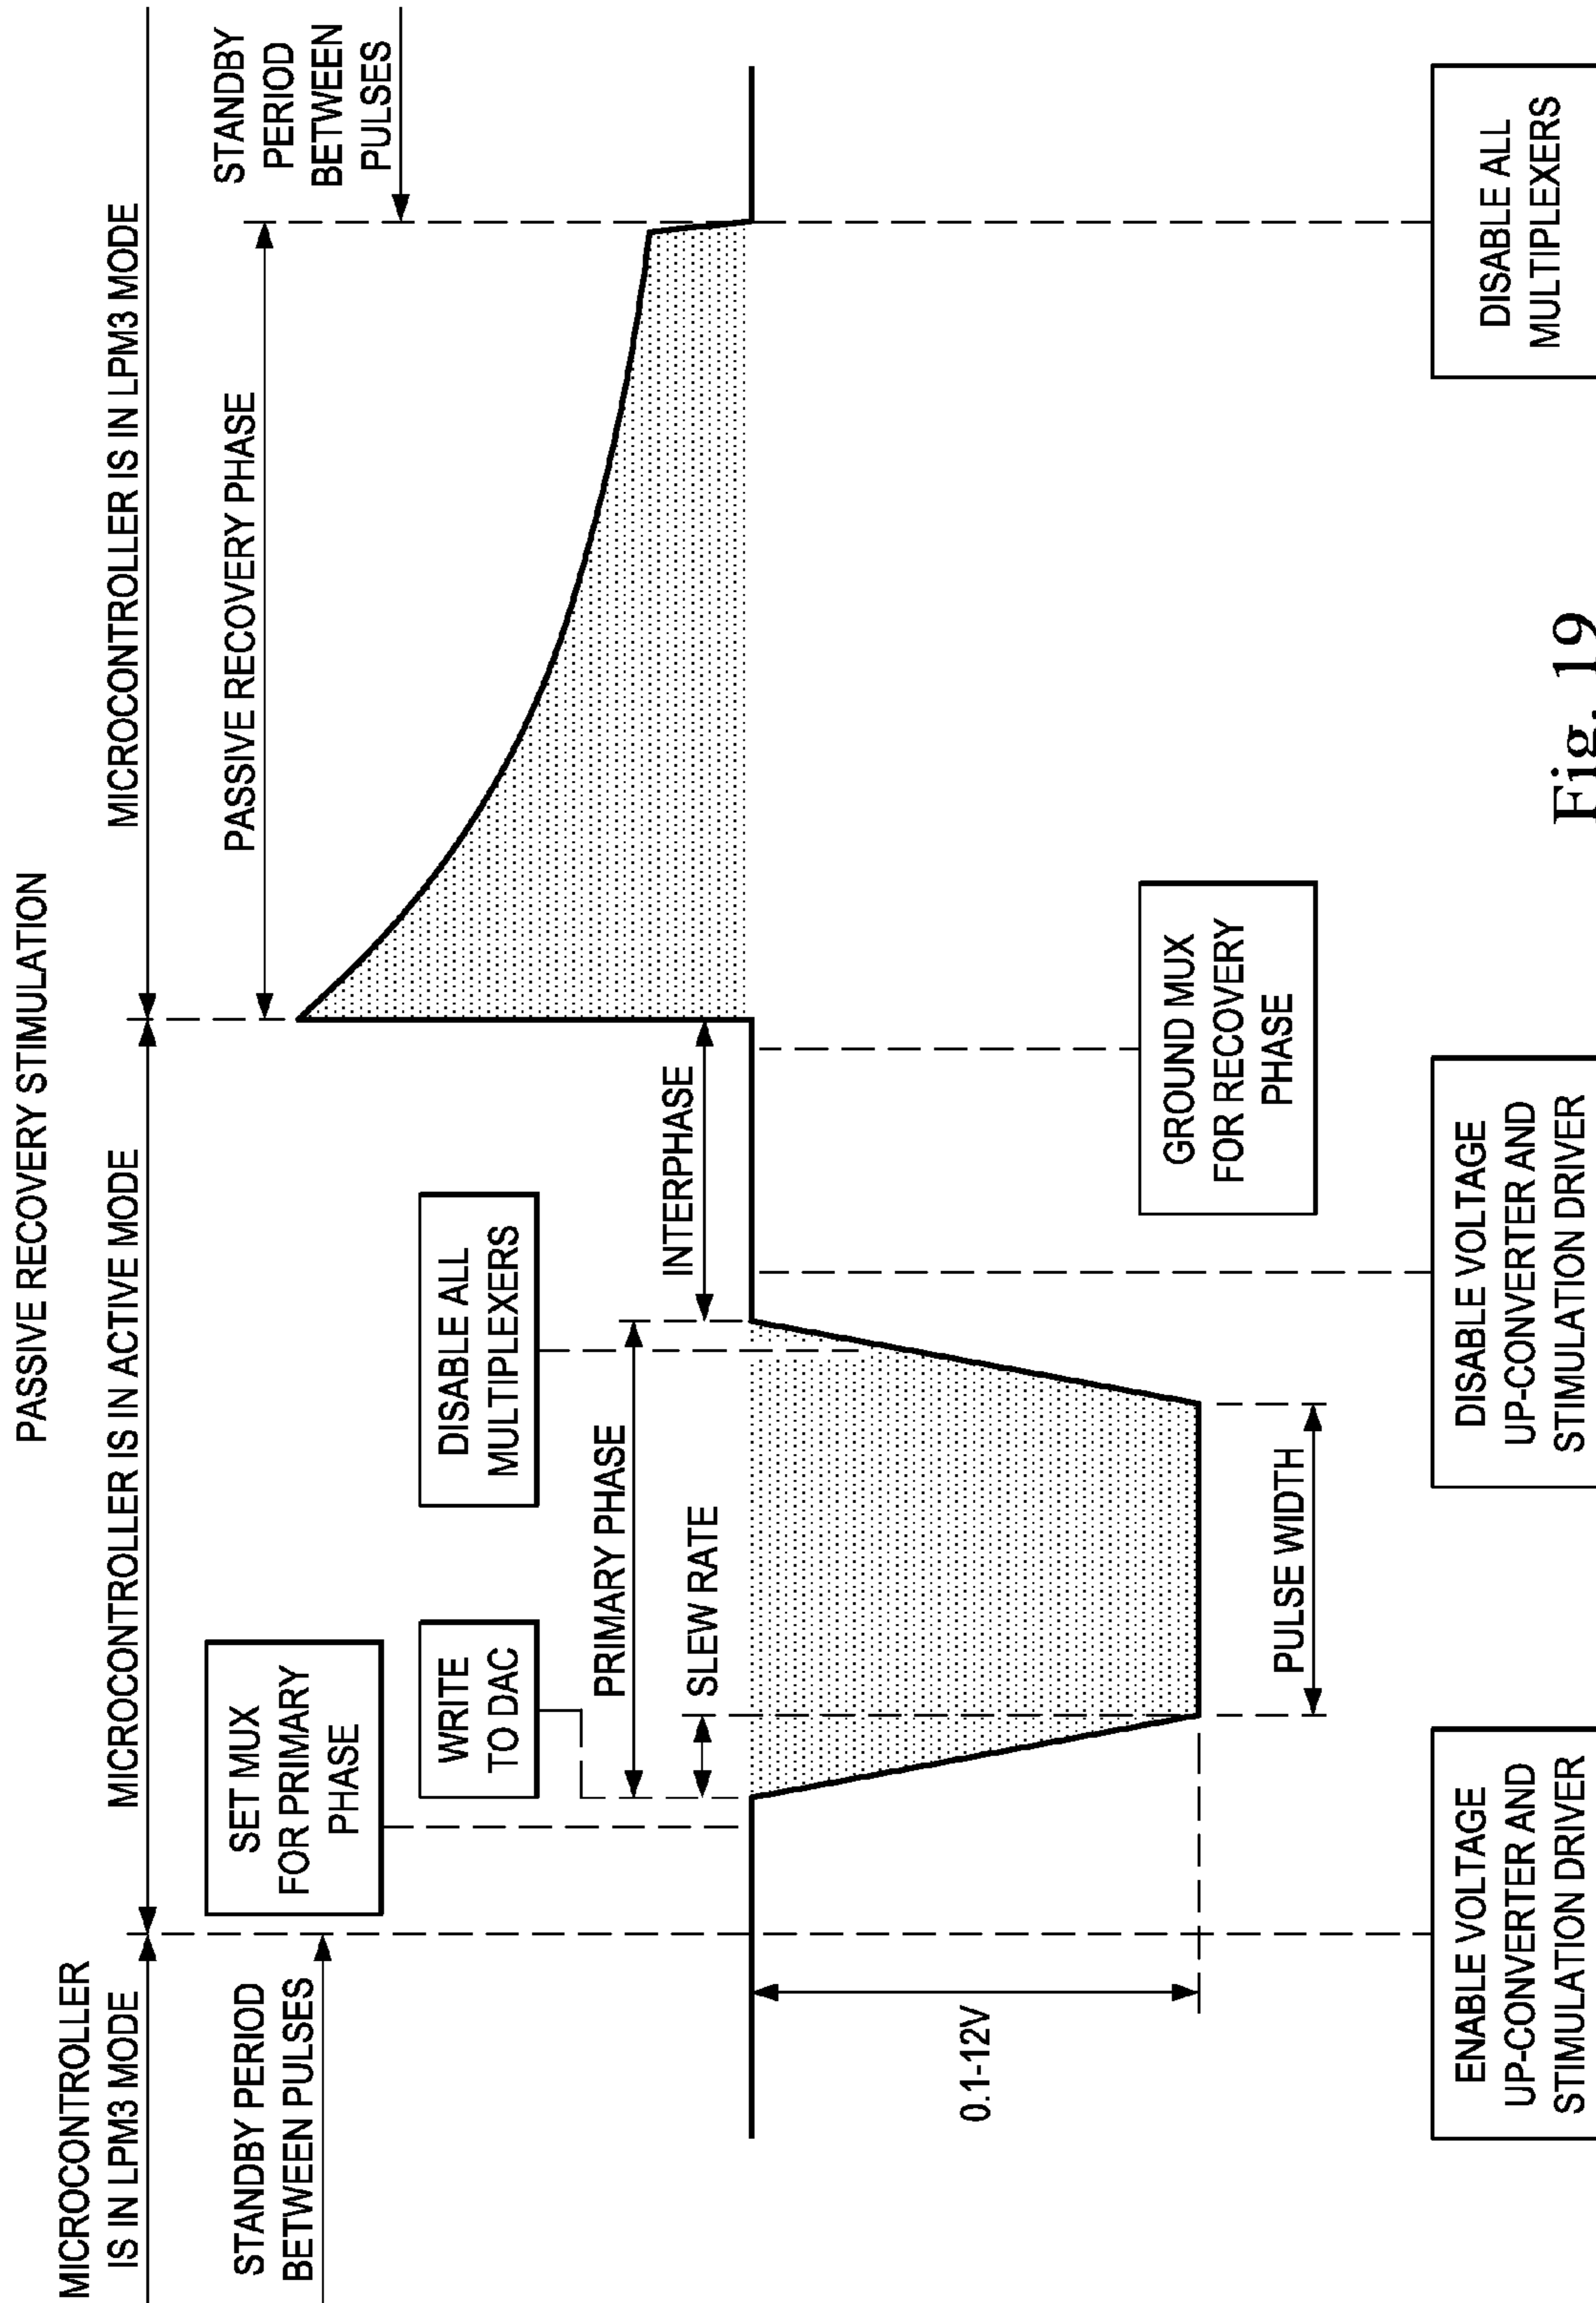 PASSIVE RECOVERY STIMULATION
MICROCONTROLLER
IS IN LPM3 MODE
MICROCONTROLLER IS IN ACTIVE MODE
MICROCONTROLLER IS IN LPM3 MODE
STANDBY PERIOD
BETWEEN PULSES
SET MUX
FOR PRIMARY
PHASE
WRITE
TO DAC
DISABLE ALL
MULTIPLEXERS
PASSIVE RECOVERY PHASE
STANDBY
PERIOD
BETWEEN
PULSES
PRIMARY PHASE
SLEW RATE
INTERPHASE
0.1-12V
PULSE WIDTH
GROUND MUX
FOR RECOVERY
PHASE
ENABLE VOLTAGE
UP-CONVERTER AND
STIMULATION DRIVER
DISABLE VOLTAGE
UP-CONVERTER AND
STIMULATION DRIVER
DISABLE ALL
MULTIPLEXERS
Fig. 19